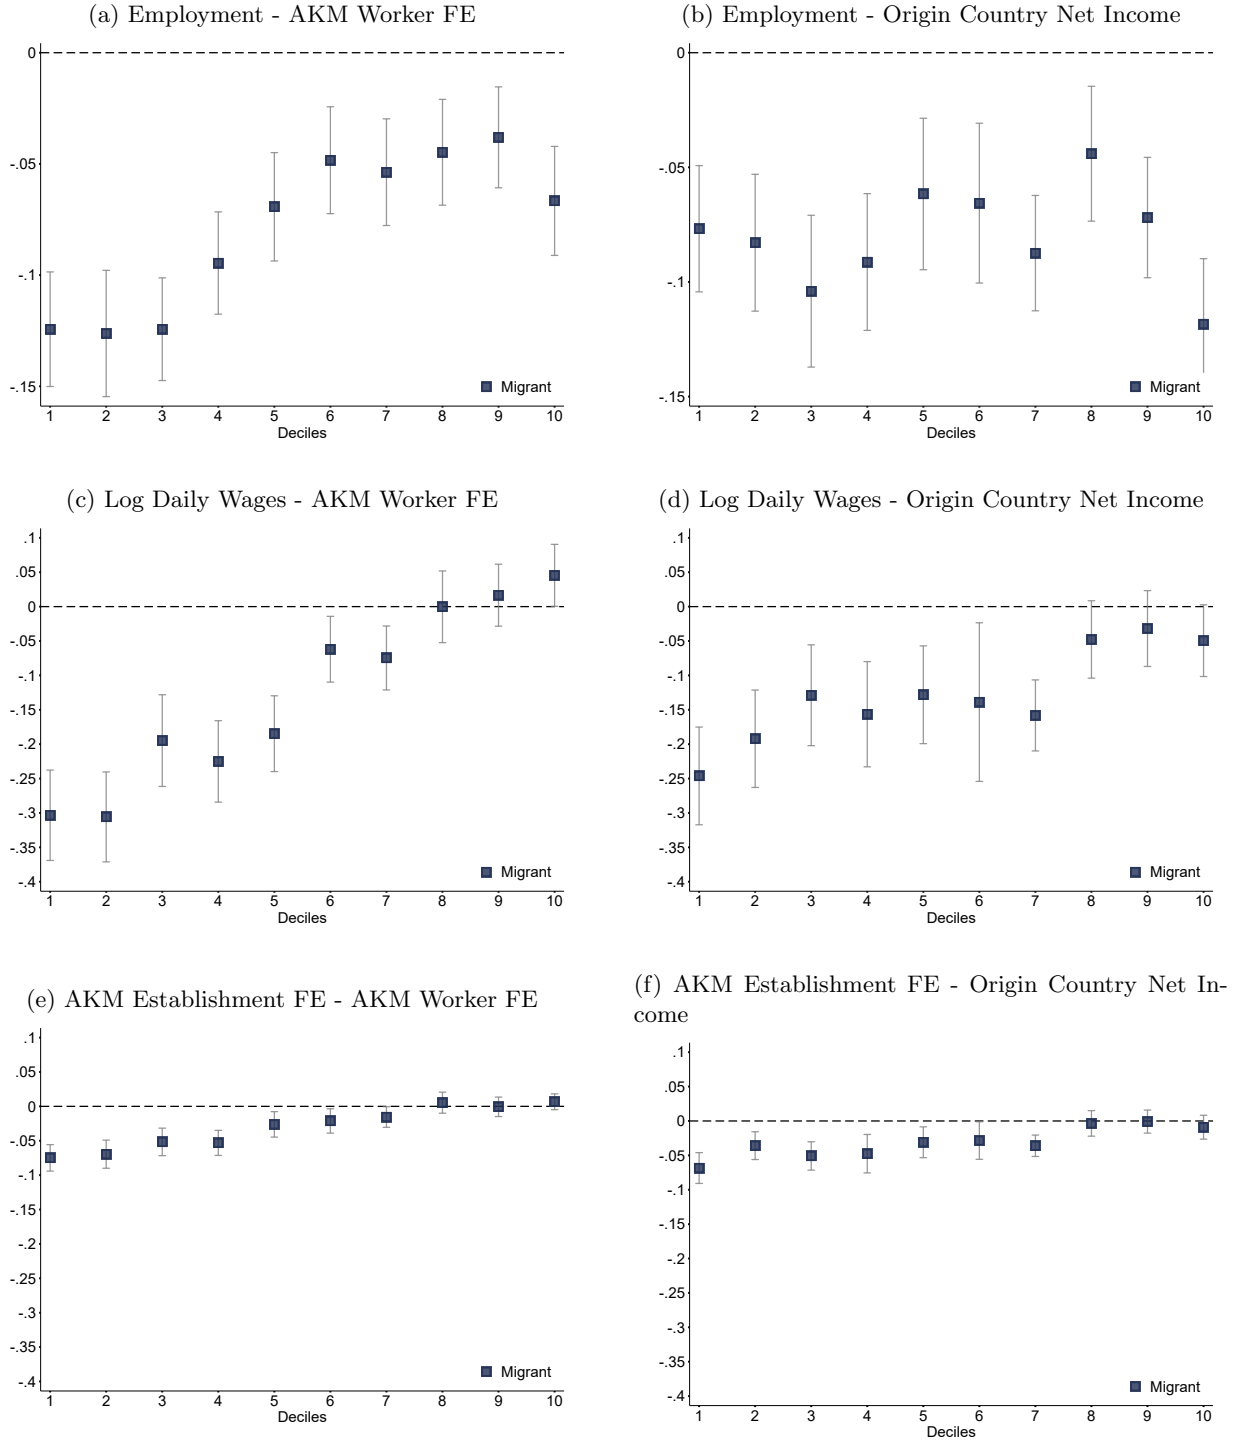 (a) Employment - AKM Worker FE
0
-.05
-.1
-.15
1 2 3 4 5 6 7 8 9 10
Deciles
Migrant
(b) Employment - Origin Country Net Income
0
-.05
-.1
-.15
1 2 3 4 5 6 7 8 9 10
Deciles
Migrant
(c) Log Daily Wages - AKM Worker FE
.1
.05
0
-.05
-.1
-.15
-.2
-.25
-.3
-.35
-.4
1 2 3 4 5 6 7 8 9 10
Deciles
Migrant
(d) Log Daily Wages - Origin Country Net Income
.1
.05
0
-.05
-.1
-.15
-.2
-.25
-.3
-.35
-.4
1 2 3 4 5 6 7 8 9 10
Deciles
Migrant
(e) AKM Establishment FE - AKM Worker FE
.1
.05
0
-.05
-.1
-.15
-.2
-.25
-.3
-.35
-.4
1 2 3 4 5 6 7 8 9 10
Deciles
Migrant
(f) AKM Establishment FE - Origin Country Net In-
come
.1
.05
0
-.05
-.1
-.15
-.2
-.25
-.3
-.35
-.4
1 2 3 4 5 6 7 8 9 10
Deciles
Migrant